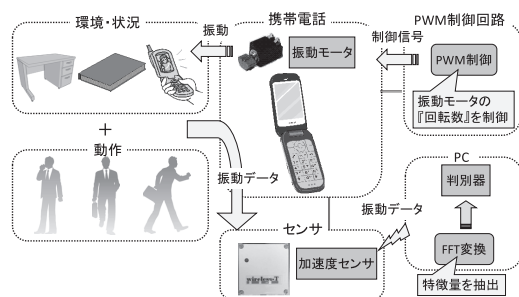 環境・状況
振動
携帯電話
振動モータ
制御信号
PWM制御回路
PWM制御
振動モータの
『回転数』を制御
+
動作
振動データ
センサ
加速度センサ
振動データ
PC
判別器
FFT変換
特徴量を抽出